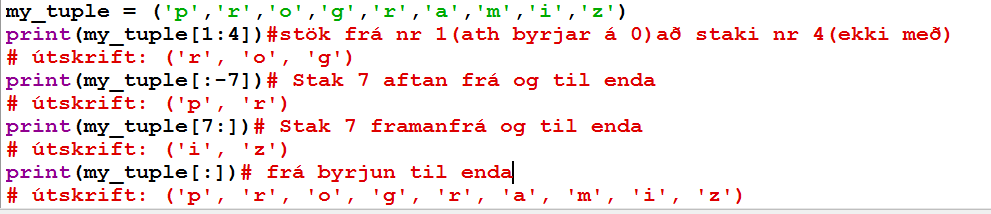 my_tuple = ('p','r','o','g','r','a','m','i','z')
print(my_tuple[1:4])#stök frá nr 1(ath byrjar á 0)að staki nr 4(ekki með)
# útskrift: ('r', 'o', 'g')
print(my_tuple[:-7])# Stak 7 aftan frá og til enda
# útskrift: ('p', 'r')
print(my_tuple[7:])# Stak 7 framanfrá og til enda
# útskrift: ('i', 'z')
print(my_tuple[:])# frá byrjun til enda
# útskrift: ('p', 'r', 'o', 'g', 'r', 'a', 'm', 'i', 'z')